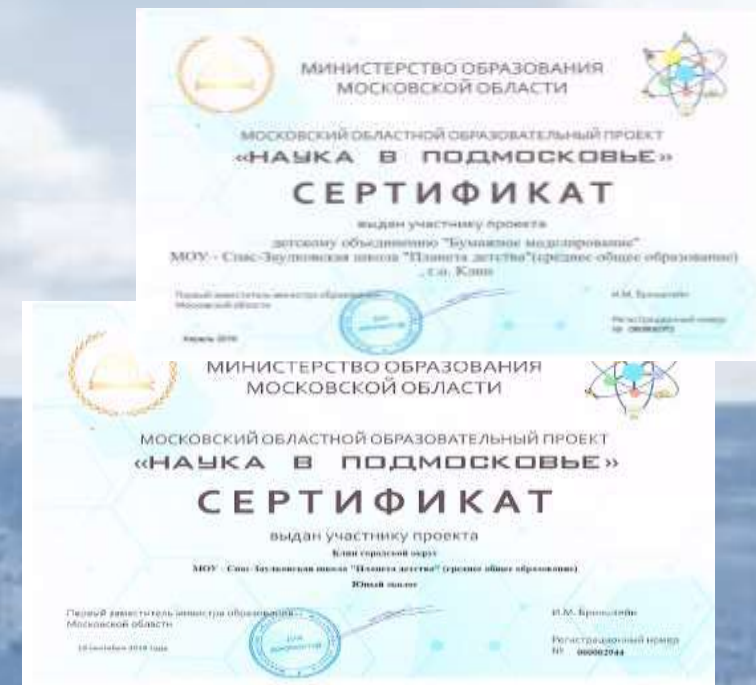 МИНИСТЕРСТВО ОБРАЗОВАНИЯ
МОСКОВСКОЙ ОБЛАСТИ
МОСКОВСКИЙ ОБЛАСТНОЙ ОБРАЗОВАТЕЛЬНЫЙ ПРОЕКТ
«НАУКА В ПОДМОСКОВЬЕ»
СЕРТИФИКАТ
выдан участнику проекта
детскому объединению "Бумажное моделирование"
МОУ - Спас-Заулковская школа "Планета детства"(среднее общее образование)
, г.о. Клин
Первый заместитель министра образования
Московской области
И.М. Бронштейн
Регистрационный номер
№
МИНИСТЕРСТВО ОБРАЗОВАНИЯ
МОСКОВСКОЙ ОБЛАСТИ
МОСКОВСКИЙ ОБЛАСТНОЙ ОБРАЗОВАТЕЛЬНЫЙ ПРОЕКТ
«НАУКА В ПОДМОСКОВЬЕ»
СЕРТИФИКАТ
выдан участнику проекта
Клин городской округ
МОУ - Спас-Заулковская школа "Планета детства" (среднее общее образование)
Юный эколог
Первый заместитель министра образования
Московской области
И.М. Бронштейн
Регистрационный номер
№ 000002944